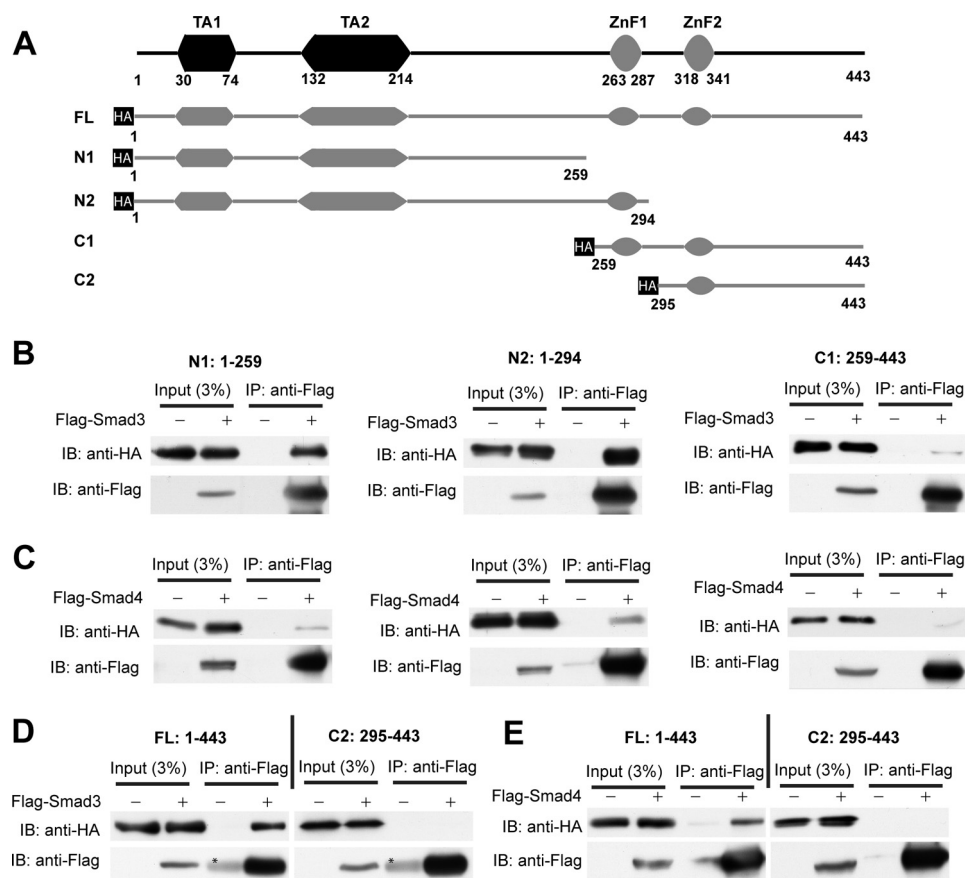 A
TA1 TA2 ZnF1 ZnF2
1 30 74 132 214 263 287 318 341 443
FL HA 1 443
N1 HA 1 259
N2 HA 1 294
C1 HA 259 443
C2 HA 295 443
B
N1: 1-259 N2: 1-294 C1: 259-443
Input (3%) IP: anti-Flag Input (3%) IP: anti-Flag Input (3%) IP: anti-Flag
Flag-Smad3 – + – + Flag-Smad3 – + – + Flag-Smad3 – + – +
IB: anti-HA IB: anti-HA IB: anti-HA
IB: anti-Flag IB: anti-Flag IB: anti-Flag
C
Input (3%) IP: anti-Flag Input (3%) IP: anti-Flag Input (3%) IP: anti-Flag
Flag-Smad4 – + – + Flag-Smad4 – + – + Flag-Smad4 – + – +
IB: anti-HA IB: anti-HA IB: anti-HA
IB: anti-Flag IB: anti-Flag IB: anti-Flag
D E
FL: 1-443 C2: 295-443 FL: 1-443 C2: 295-443
Input (3%) IP: anti-Flag Input (3%) IP: anti-Flag Input (3%) IP: anti-Flag Input (3%) IP: anti-Flag
Flag-Smad3 – + – + – + – + Flag-Smad4 – + – + – + – +
IB: anti-HA IB: anti-HA
IB: anti-Flag * * IB: anti-Flag